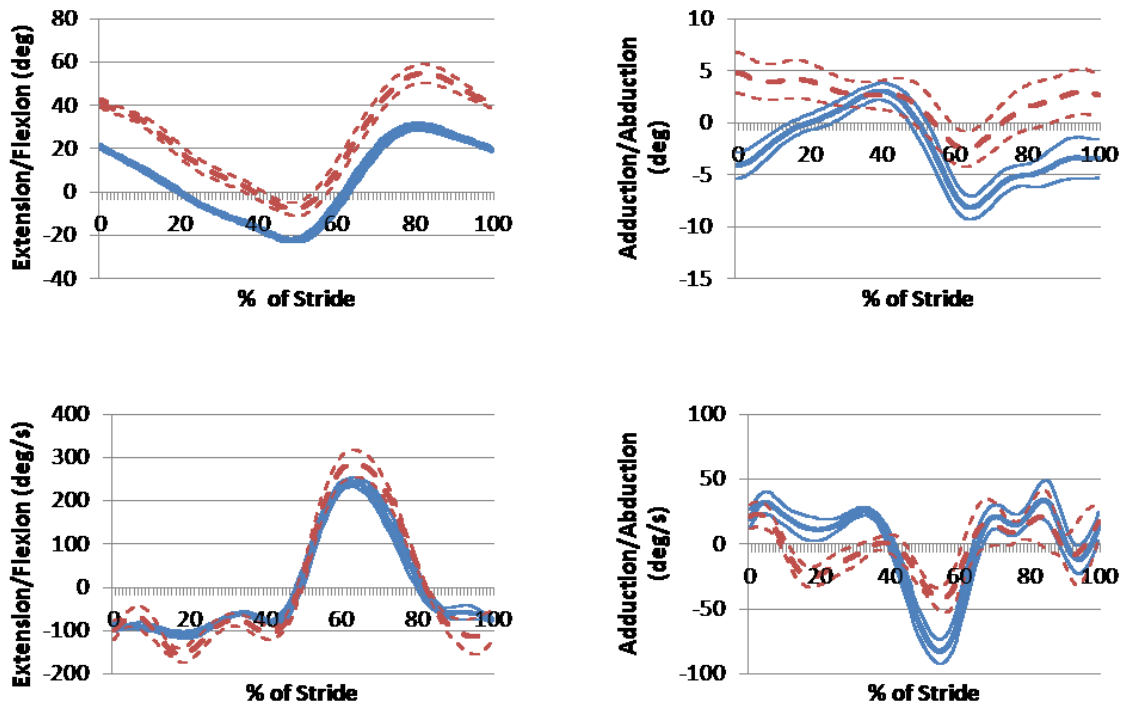 Extension/Flexion (deg)
80
60
40
20
0
-20
-40
0 20 40 60 80 100
% of Stride
Adduction/Abduction
(deg)
10
5
0
-5
-10
-15
0 20 40 60 80 100
% of Stride
Extension/Flexion (deg/s)
400
300
200
100
0
-100
-200
0 20 40 60 80 100
% of Stride
Adduction/Abduction
(deg/s)
100
50
0
-50
-100
0 20 40 60 80 100
% of Stride